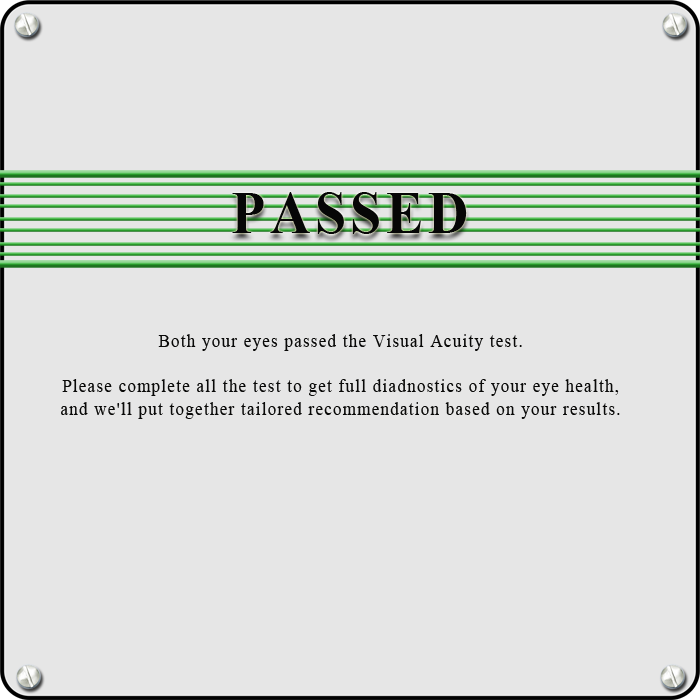 PASSED
Both your eyes passed the Visual Acuity test.
Please complete all the test to get full diadnostics of your eye health,
and we'll put together tailored recommendation based on your results.